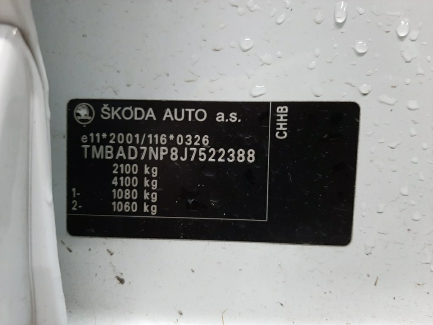 ŠKODA AUTO a.s.
e11*2001/116*0326
TMBAD7NP8J7522388
2100 kg
4100 kg
1- 1080 kg
2- 1060 kg
CHHB